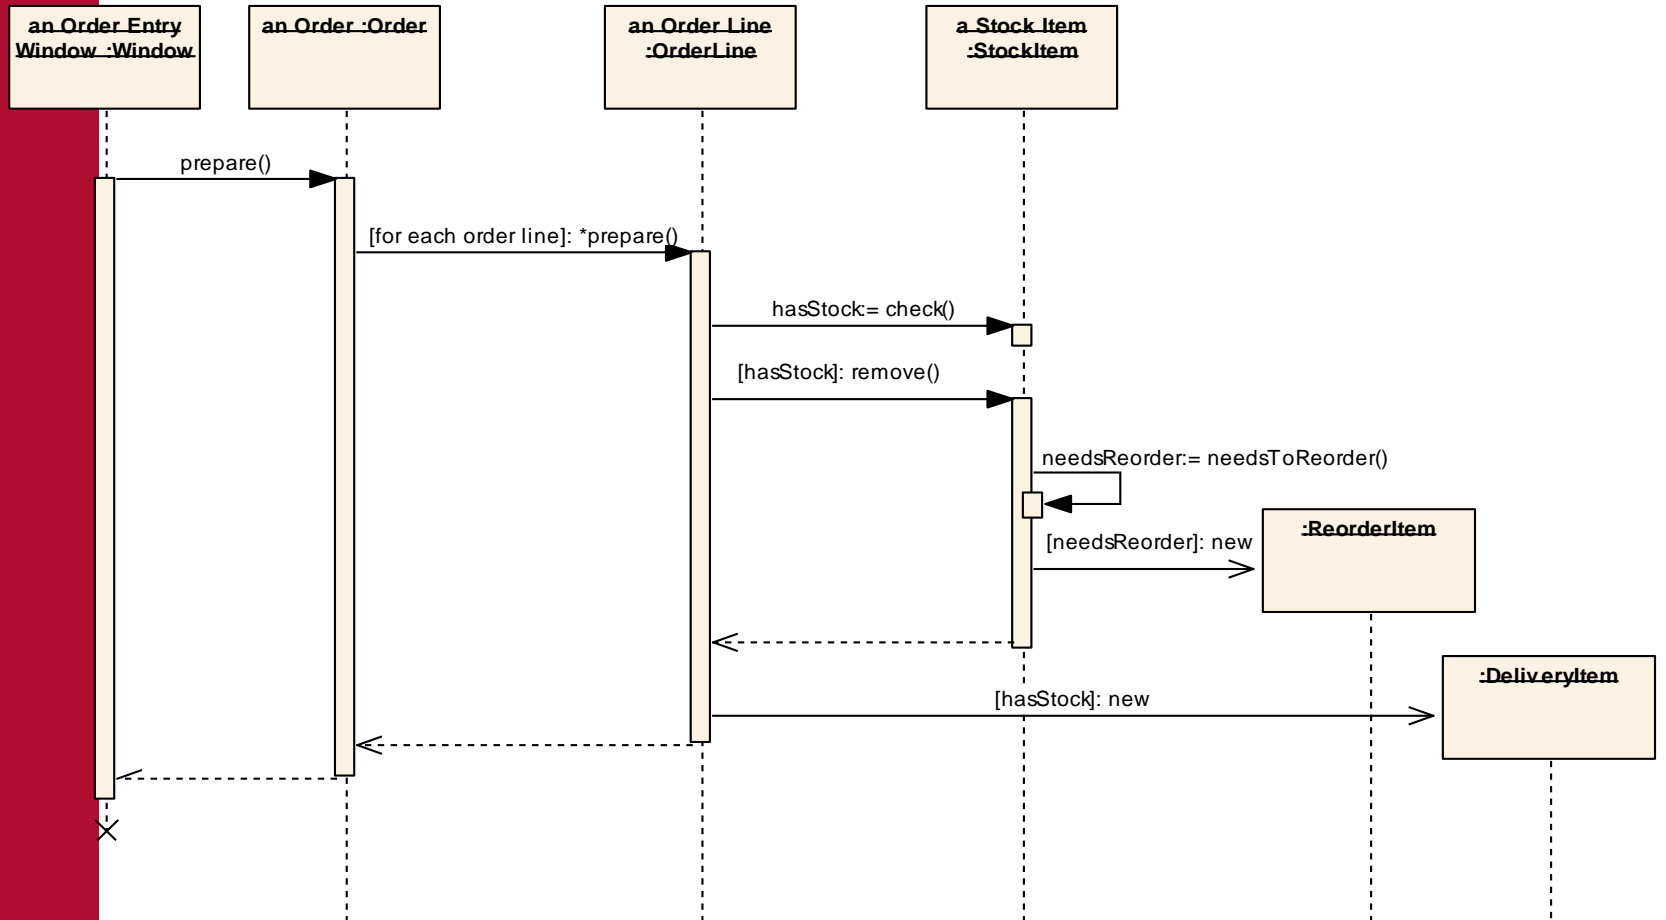 an Order Entry
Window :Window
an Order :Order
an Order Line
:OrderLine
a Stock Item
:StockItem
prepare()
[for each order line]: *prepare()
hasStock:= check()
[hasStock]: remove()
needsReorder:= needsToReorder()
[needsReorder]: new
:ReorderItem
:DeliveryItem
[hasStock]: new